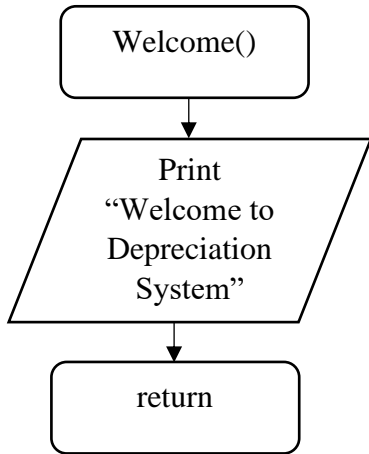 Welcome()
Print
“Welcome to
Depreciation
System”
return